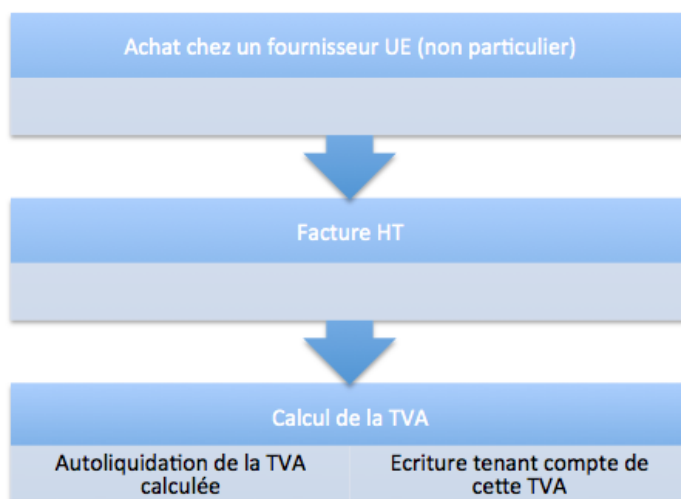 Achat chez un fournisseur UE (non particulier)
Facture HT
Calcul de la TVA
Autoliquidation de la TVA
calculée
Ecriture tenant compte de
cette TVA